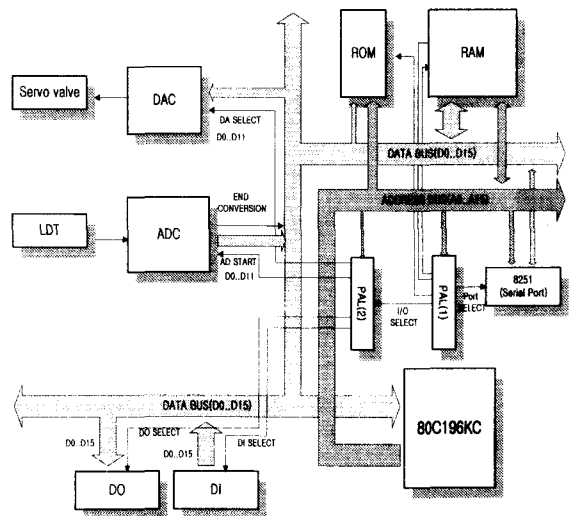 ROM
RAM
Servo valve
DAC
DA SELECT
D0..D11
DATA BUS(D0..D15)
END
CONVERSION
LDT
ADC
AD START
D0..D11
PAL(2)
I/O
SELECT
PAL(1)
Port
SELECT
8251
(Serial Port)
DATA BUS(D0..D15)
DO SELECT
D0..D15
DI SELECT
D0..D15
80C196KC
DO
DI